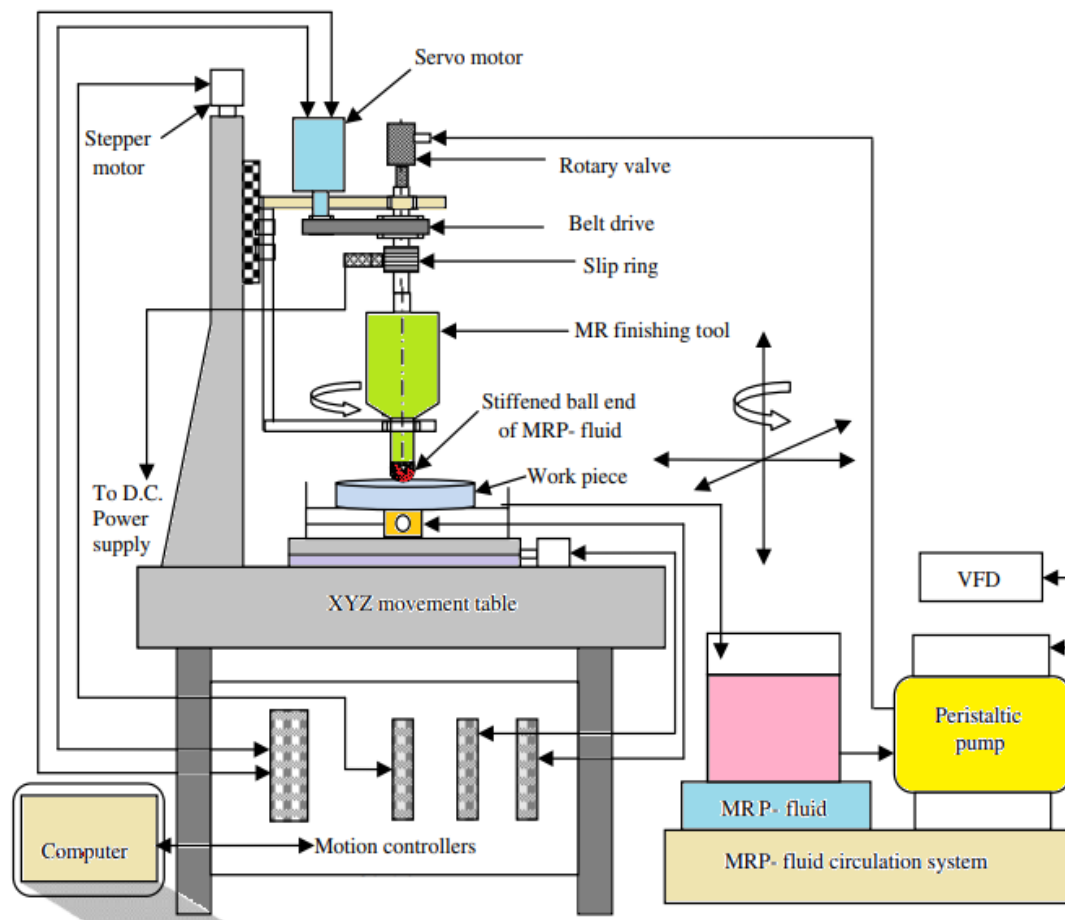 Servo motor
Stepper
motor
Rotary valve
Belt drive
Slip ring
MR finishing tool
Stiffened ball end
of MRP- fluid
Work piece
To D.C.
Power
supply
XYZ movement table
VFD
Peristaltic
pump
MRP- fluid
Computer
Motion controllers
MRP- fluid circulation system